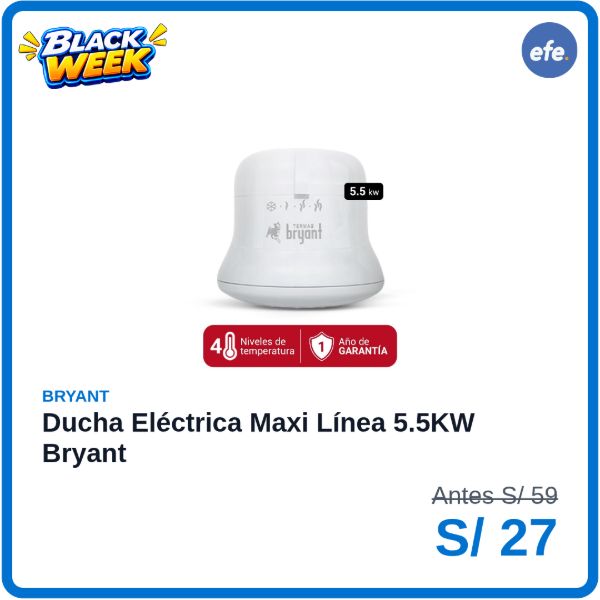 BLACK
WEEK
efe.
5.5 kw
TERMAS
bryant
4 Niveles de
temperatura
1 Año de
GARANTÍA
BRYANT
Ducha Eléctrica Maxi Línea 5.5KW
Bryant
Antes S/ 59
S/ 27